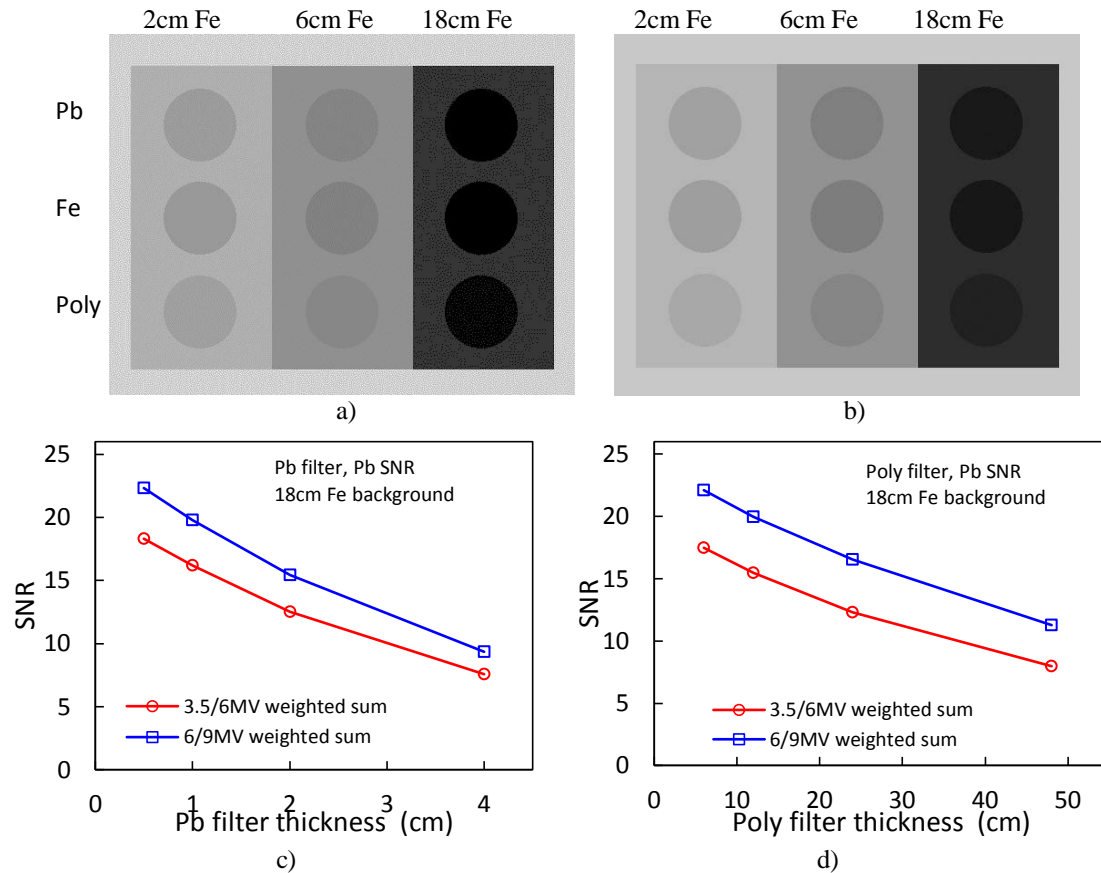 2cm Fe 6cm Fe 18cm Fe
2cm Fe 6cm Fe 18cm Fe
Pb
Fe
Poly
a)
b)
25
20
15
10
5
0
SNR
Pb filter, Pb SNR
18cm Fe background
3.5/6MV weighted sum
6/9MV weighted sum
0 1 2 3 4
Pb filter thickness (cm)
c)
25
20
15
10
5
0
SNR
Poly filter, Pb SNR
18cm Fe background
3.5/6MV weighted sum
6/9MV weighted sum
0 10 20 30 40 50
Poly filter thickness (cm)
d)